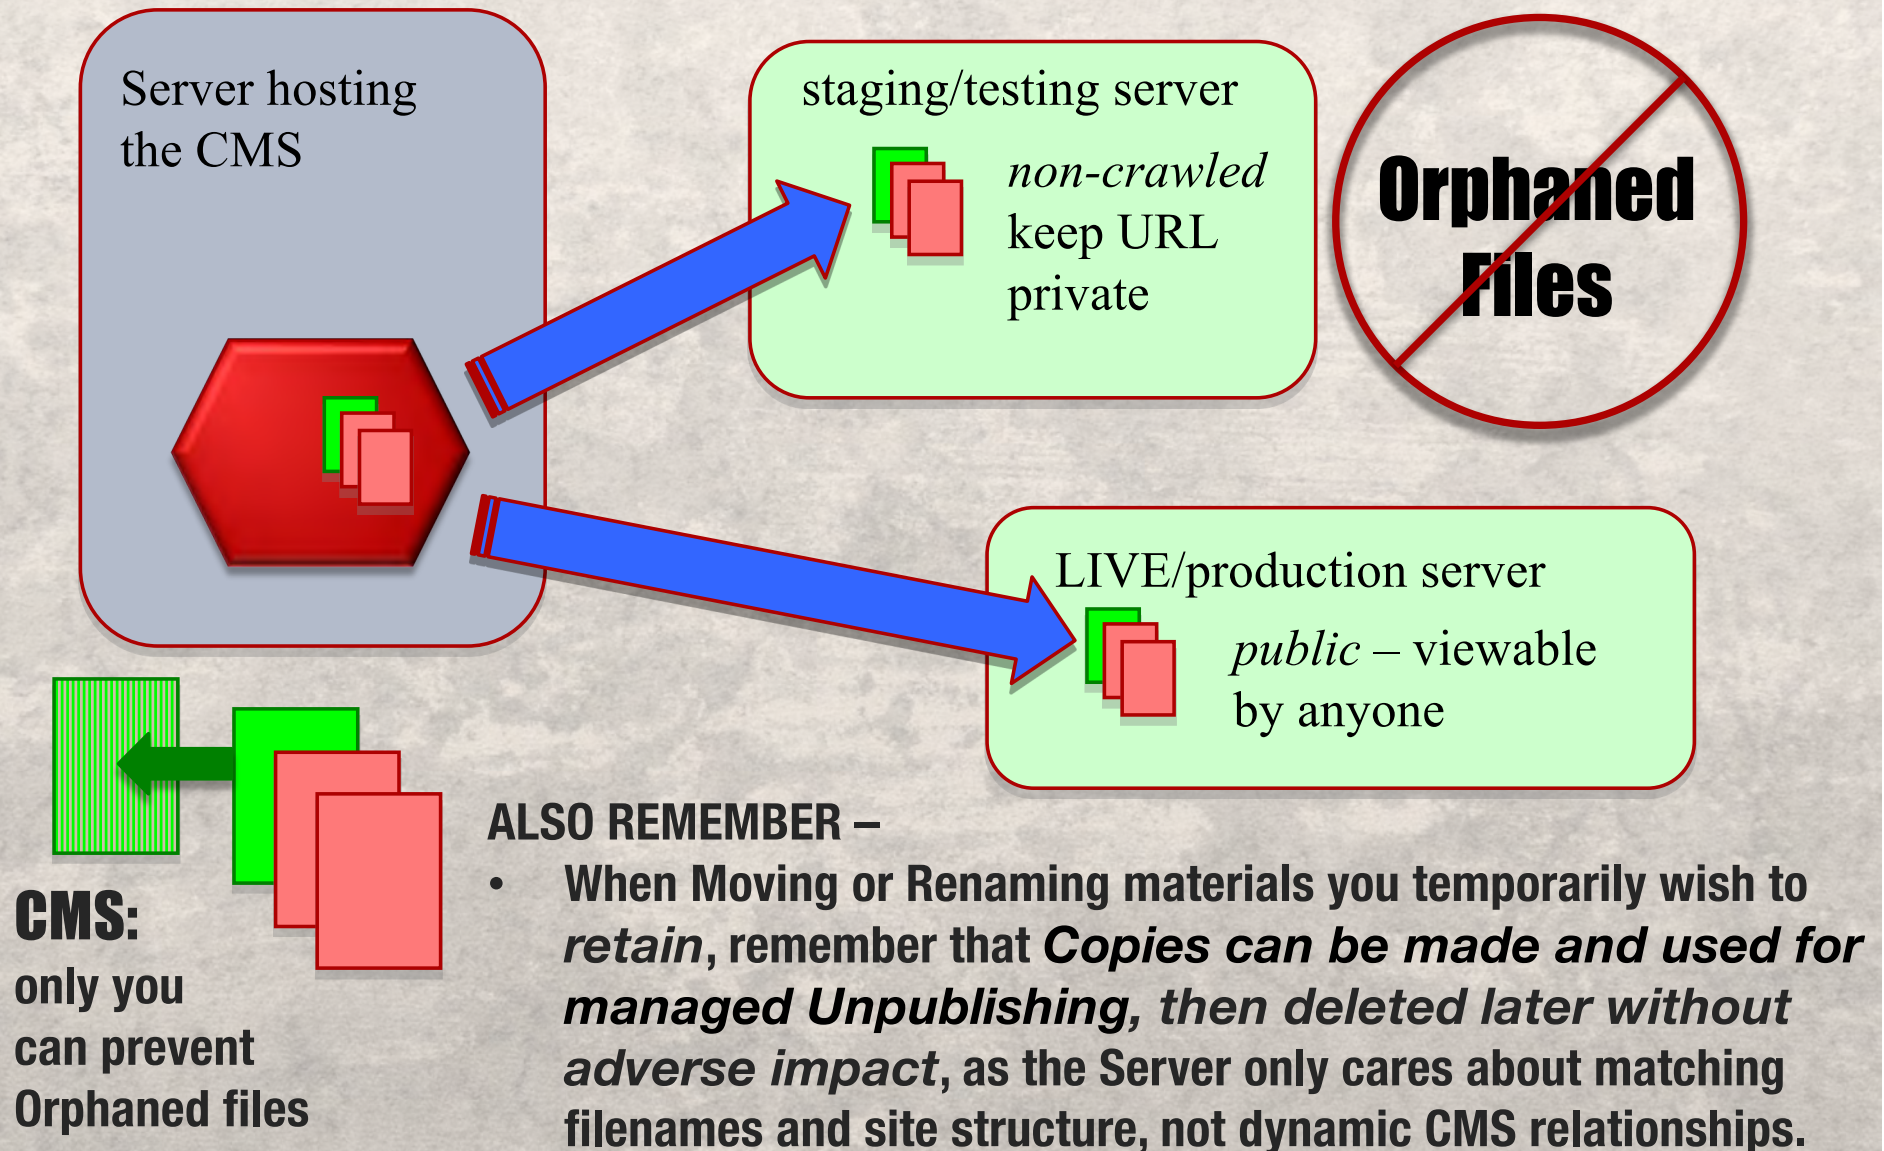 Server hosting
the CMS
staging/testing server
non-crawled
keep URL
private
Orphaned
Files
LIVE/production server
public – viewable
by anyone
CMS:
only you
can prevent
Orphaned files
ALSO REMEMBER –
• When Moving or Renaming materials you temporarily wish to
retain, remember that Copies can be made and used for
managed Unpublishing, then deleted later without
adverse impact, as the Server only cares about matching
filenames and site structure, not dynamic CMS relationships.